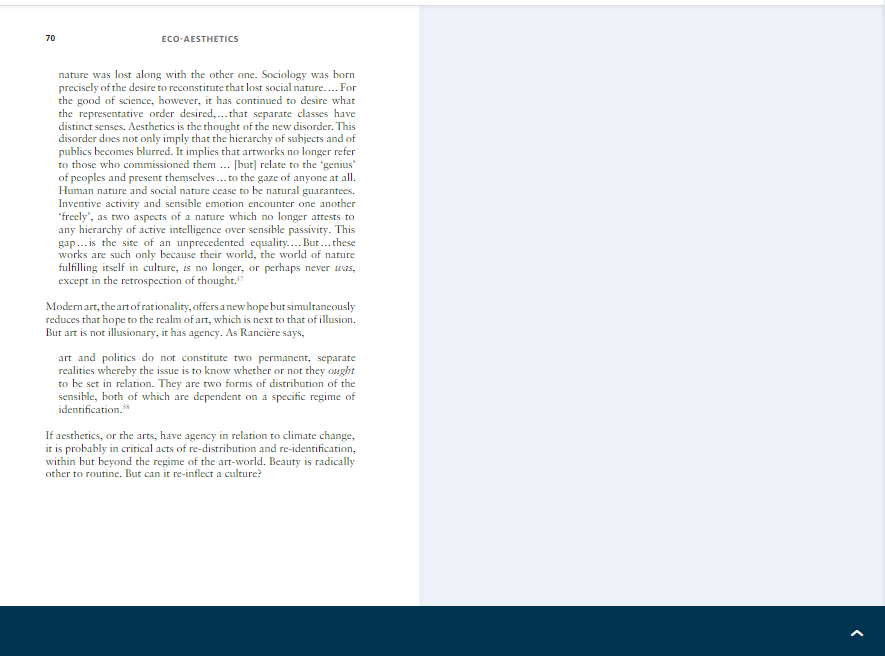 70
ECO-AESTHETICS
nature was lost along with the other one. Sociology was born
precisely of the desire to reconstitute that lost social nature.... For
the good of science, however, it has continued to desire what
the representative order desired,...that separate classes have
distinct senses. Aesthetics is the thought of the new disorder. This
disorder does not only imply that the hierarchy of subjects and of
publics becomes blurred. It implies that artworks no longer refer
to those who commissioned them ... [but] relate to the 'genius'
of peoples and present themselves ... to the gaze of anyone at all.
Human nature and social nature cease to be natural guarantees.
Inventive activity and sensible emotion encounter one another
'freely', as two aspects of a nature which no longer attests to
any hierarchy of active intelligence over sensible passivity. This
gap ... is the site of an unprecedented equality.... But ... these
works are such only because their world, the world of nature
fulfilling itself in culture, is no longer, or perhaps never was,
except in the retrospection of thought.57
Modern art, the art of rationality, offers a new hope but simultaneously
reduces that hope to the realm of art, which is next to that of illusion.
But art is not illusionary, it has agency. As Rancière says,
art and politics do not constitute two permanent, separate
realities whereby the issue is to know whether or not they ought
to be set in relation. They are two forms of distribution of the
sensible, both of which are dependent on a specific regime of
identification.58
If aesthetics, or the arts, have agency in relation to climate change,
it is probably in critical acts of re-distribution and re-identification,
within but beyond the regime of the art-world. Beauty is radically
other to routine. But can it re-inflect a culture?